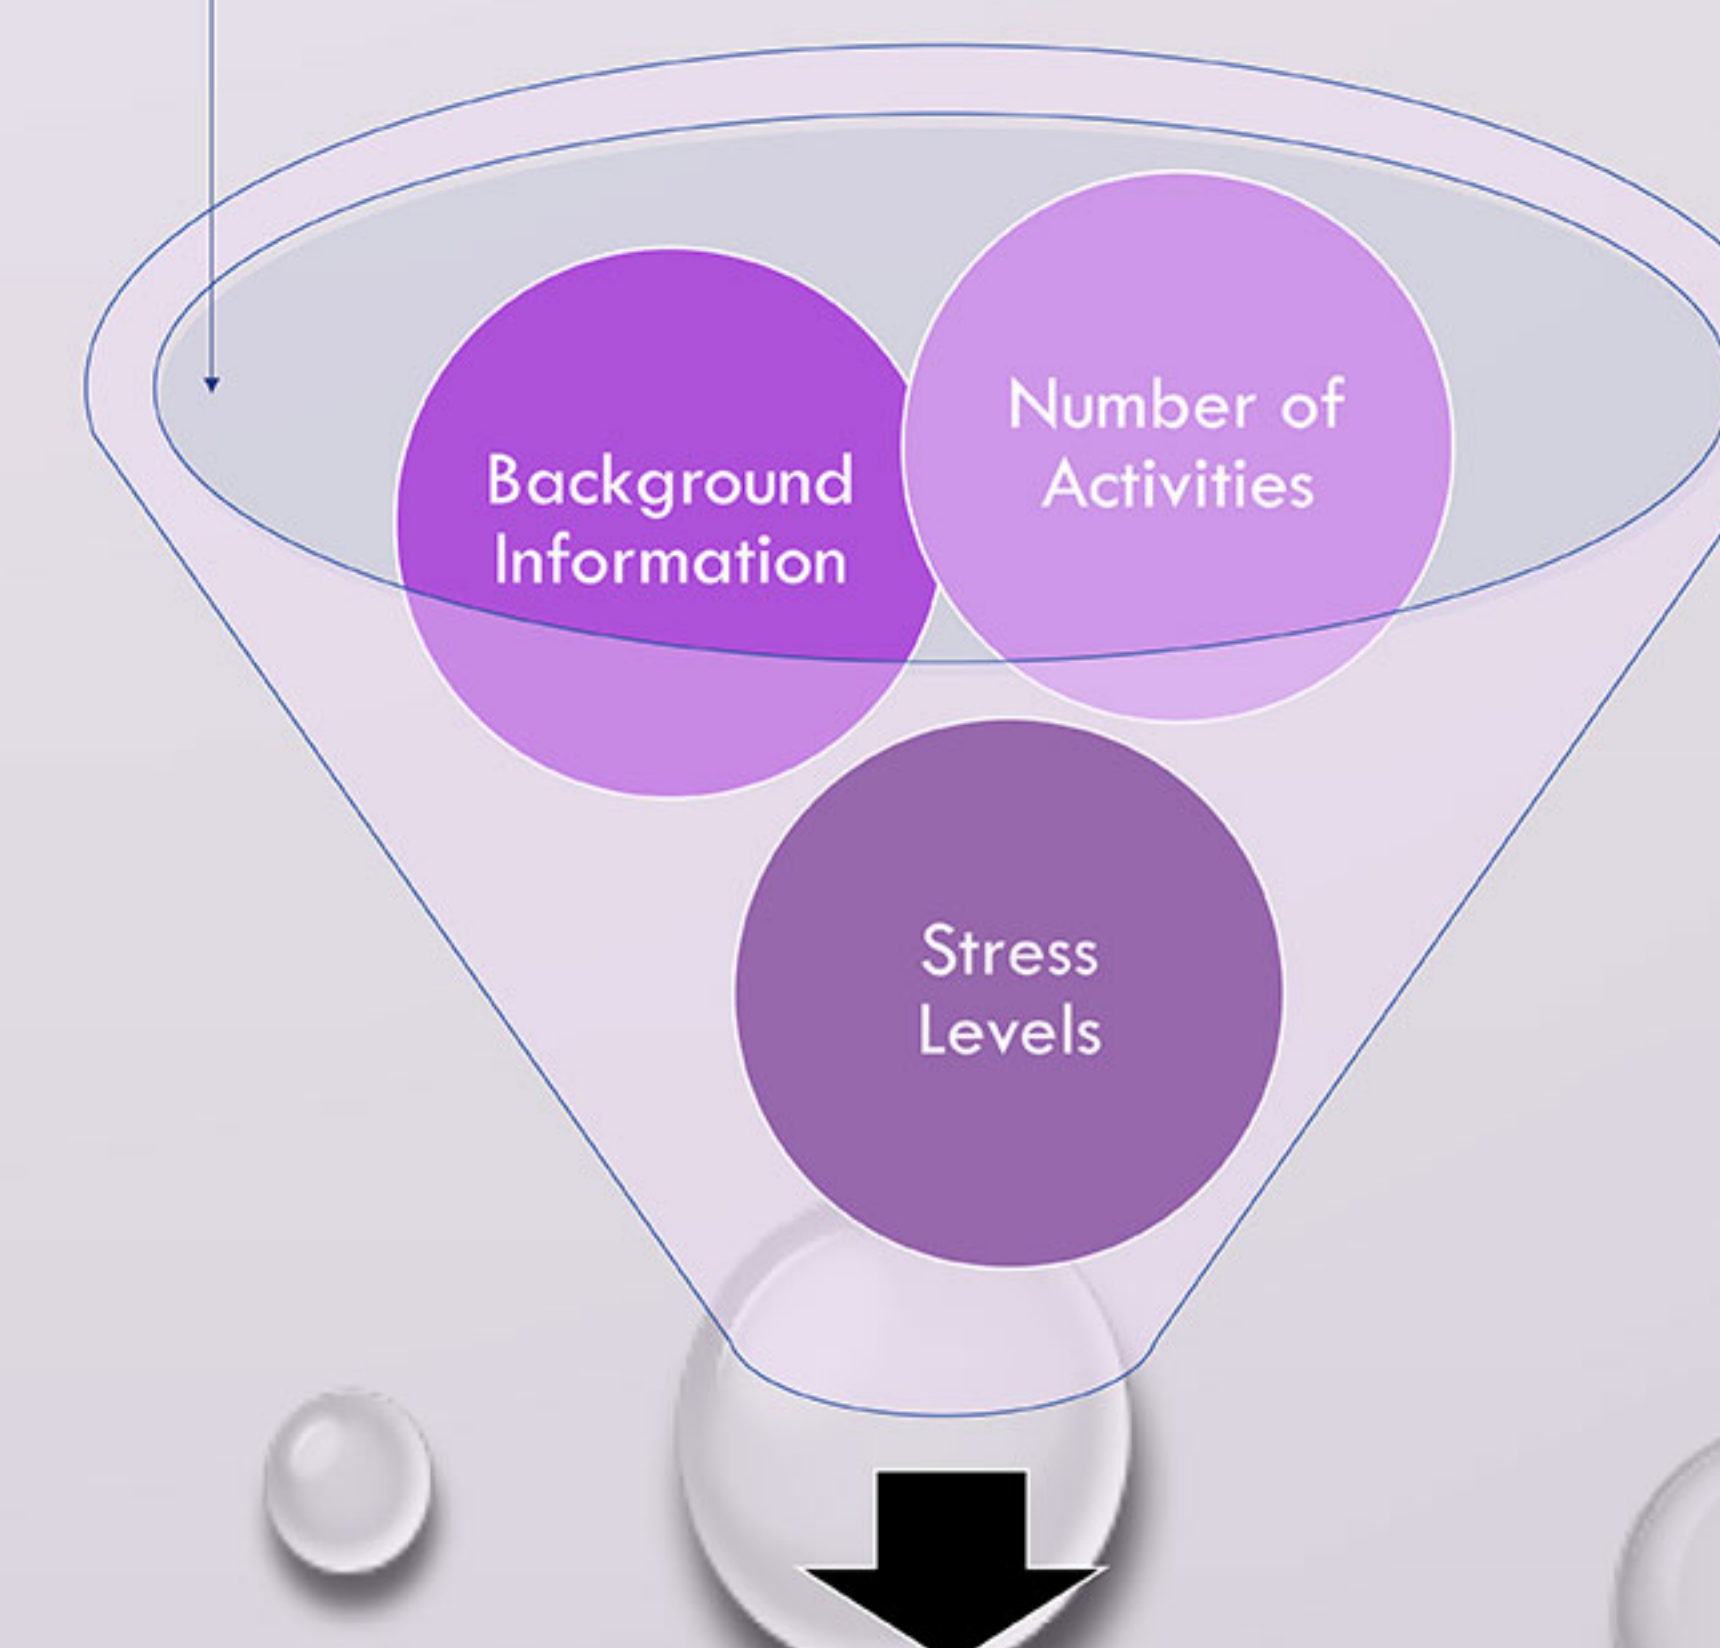 Number of
Activities
Background
Information
Stress
Levels